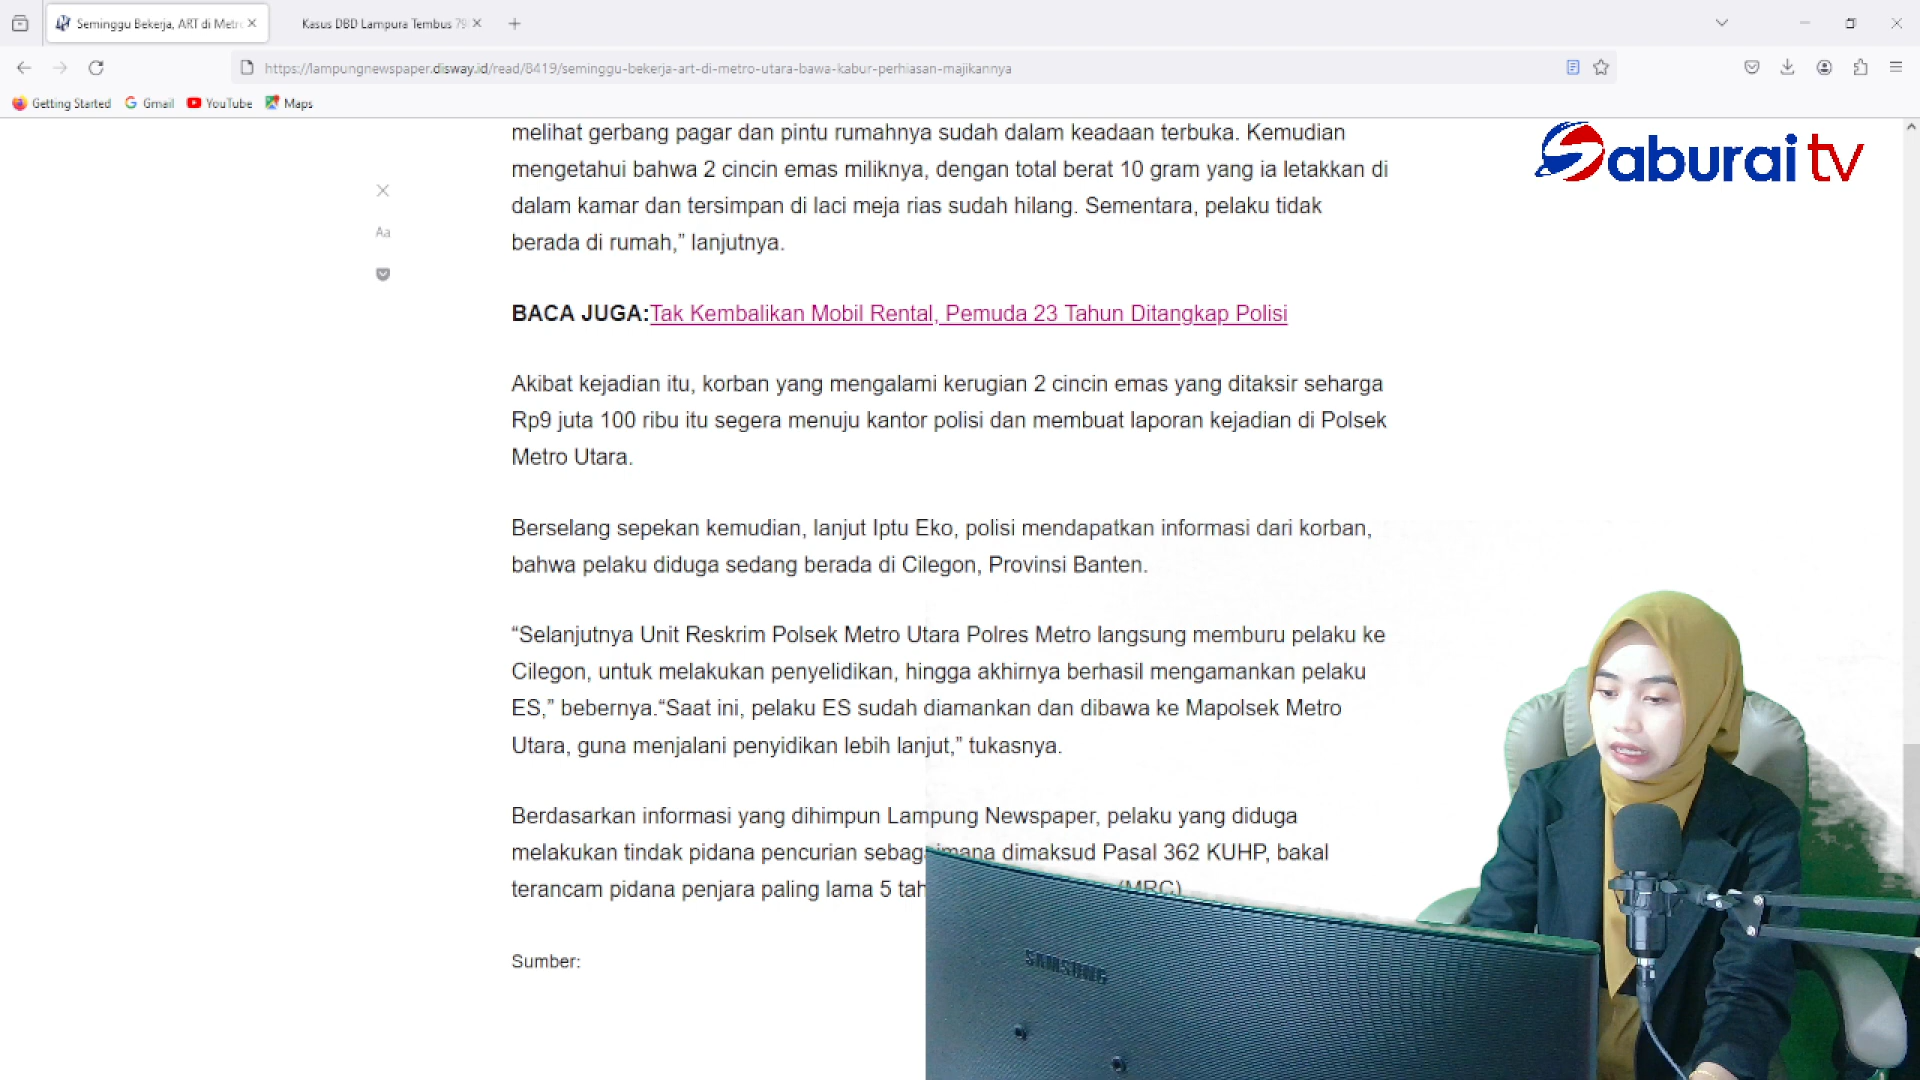 Seminggu Bekerja, ART di Metr
Kasus DBD Lampura Tembus 79
https://lampungnewspaper.disway.id/read/8419/seminggu-bekerja-art-di-metro-utara-bawa-kabur-perhiasan-majikannya
Getting Started
Gmail
YouTube
Maps
Saburai tv
Aa
melihat gerbang pagar dan pintu rumahnya sudah dalam keadaan terbuka. Kemudian
mengetahui bahwa 2 cincin emas miliknya, dengan total berat 10 gram yang ia letakkan di
dalam kamar dan tersimpan di laci meja rias sudah hilang. Sementara, pelaku tidak
berada di rumah,” lanjutnya.
BACA JUGA:Tak Kembalikan Mobil Rental, Pemuda 23 Tahun Ditangkap Polisi
Akibat kejadian itu, korban yang mengalami kerugian 2 cincin emas yang ditaksir seharga
Rp9 juta 100 ribu itu segera menuju kantor polisi dan membuat laporan kejadian di Polsek
Metro Utara.
Berselang sepekan kemudian, lanjut Iptu Eko, polisi mendapatkan informasi dari korban,
bahwa pelaku diduga sedang berada di Cilegon, Provinsi Banten.
“Selanjutnya Unit Reskrim Polsek Metro Utara Polres Metro langsung memburu pelaku ke
Cilegon, untuk melakukan penyelidikan, hingga akhirnya berhasil mengamankan pelaku
ES,” bebernya.“Saat ini, pelaku ES sudah diamankan dan dibawa ke Mapolsek Metro
Utara, guna menjalani penyidikan lebih lanjut,” tukasnya.
Berdasarkan informasi yang dihimpun Lampung Newspaper, pelaku yang diduga
melakukan tindak pidana pencurian sebagaimana dimaksud Pasal 362 KUHP, bakal
terancam pidana penjara paling lama 5 tah (MRC)
Sumber:
SAMSUNG